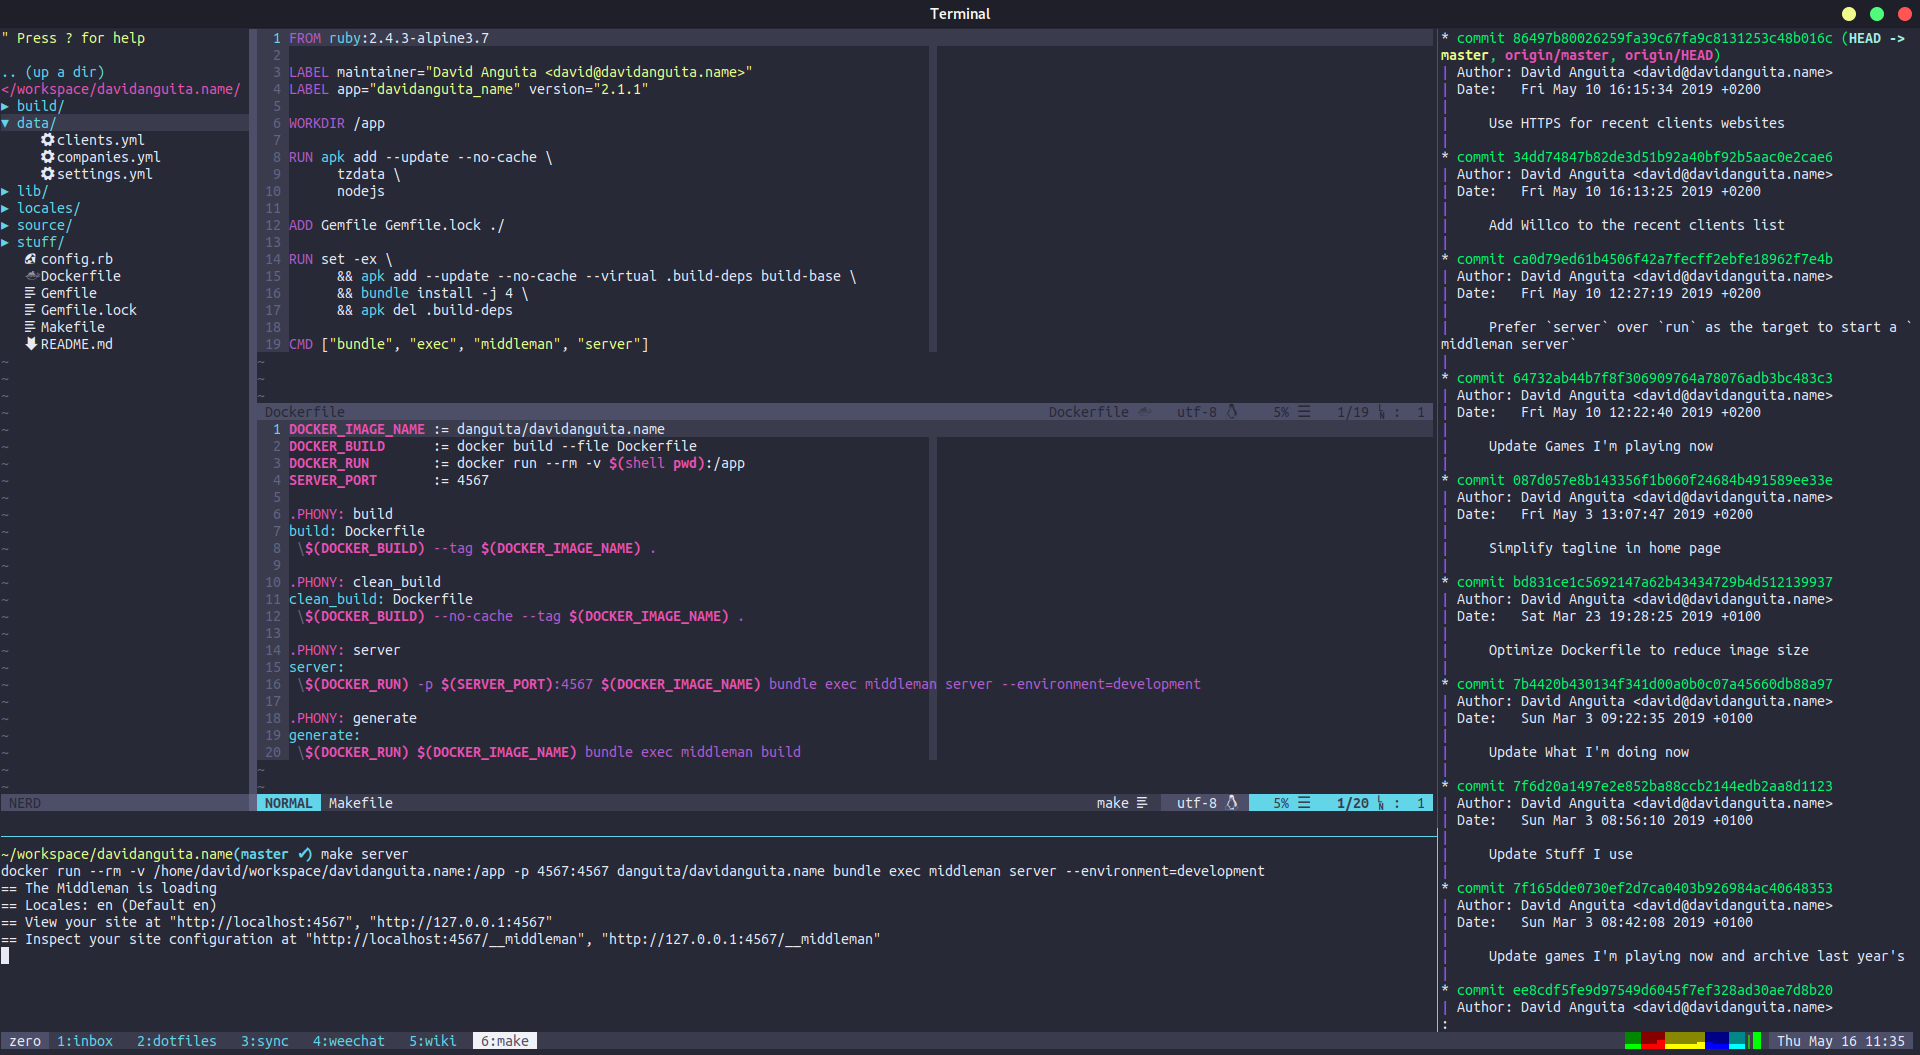 Terminal
" Press ? for help
.. (up a dir)
</workspace/davidanguita.name/
▸ build/
▾ data/
clients.yml
companies.yml
settings.yml
▸ lib/
▸ locales/
▸ source/
▸ stuff/
config.rb
Dockerfile
Gemfile
Gemfile.lock
Makefile
README.md
NERD
1 FROM ruby:2.4.3-alpine3.7
2
3 LABEL maintainer="David Anguita <david@davidanguita.name>"
4 LABEL app="davidanguita_name" version="2.1.1"
5
6 WORKDIR /app
7
8 RUN apk add --update --no-cache \
9       tzdata \
10       nodejs
11
12 ADD Gemfile Gemfile.lock ./
13
14 RUN set -ex \
15       && apk add --update --no-cache --virtual .build-deps build-base \
16       && bundle install -j 4 \
17       && apk del .build-deps
18
19 CMD ["bundle", "exec", "middleman", "server"]
~
~
~
Dockerfile Dockerfile utf-8 5% ☰ 1/19 : 1
1 DOCKER_IMAGE_NAME := danguita/davidanguita.name
2 DOCKER_BUILD      := docker build --file Dockerfile
3 DOCKER_RUN        := docker run --rm -v $(shell pwd):/app
4 SERVER_PORT       := 4567
5
6 .PHONY: build
7 build: Dockerfile
8  \$(DOCKER_BUILD) --tag $(DOCKER_IMAGE_NAME) .
9
10 .PHONY: clean_build
11 clean_build: Dockerfile
12  \$(DOCKER_BUILD) --no-cache --tag $(DOCKER_IMAGE_NAME) .
13
14 .PHONY: server
15 server:
16  \$(DOCKER_RUN) -p $(SERVER_PORT):4567 $(DOCKER_IMAGE_NAME) bundle exec middleman server --environment=development
17
18 .PHONY: generate
19 generate:
20  \$(DOCKER_RUN) $(DOCKER_IMAGE_NAME) bundle exec middleman build
~
~
NORMAL Makefile make utf-8 5% ☰ 1/20 : 1
~/workspace/davidanguita.name(master ✔) make server
docker run --rm -v /home/david/workspace/davidanguita.name:/app -p 4567:4567 danguita/davidanguita.name bundle exec middleman server --environment=development
== The Middleman is loading
== Locales: en (Default en)
== View your site at "http://localhost:4567", "http://127.0.0.1:4567"
== Inspect your site configuration at "http://localhost:4567/__middleman", "http://127.0.0.1:4567/__middleman"
* commit 86497b80026259fa39c67fa9c8131253c48b016c (HEAD ->
master, origin/master, origin/HEAD)
| Author: David Anguita <david@davidanguita.name>
| Date:   Fri May 10 16:15:34 2019 +0200
|
|     Use HTTPS for recent clients websites
|
* commit 34dd74847b82de3d51b92a40bf92b5aac0e2cae6
| Author: David Anguita <david@davidanguita.name>
| Date:   Fri May 10 16:13:25 2019 +0200
|
|     Add Willco to the recent clients list
|
* commit ca0d79ed61b4506f42a7fecff2ebfe18962f7e4b
| Author: David Anguita <david@davidanguita.name>
| Date:   Fri May 10 12:27:19 2019 +0200
|
|     Prefer `server` over `run` as the target to start a `
middleman server`
|
* commit 64732ab44b7f8f306909764a78076adb3bc483c3
| Author: David Anguita <david@davidanguita.name>
| Date:   Fri May 10 12:22:40 2019 +0200
|
|     Update Games I'm playing now
|
* commit 087d057e8b143356f1b060f24684b491589ee33e
| Author: David Anguita <david@davidanguita.name>
| Date:   Fri May 3 13:07:47 2019 +0200
|
|     Simplify tagline in home page
|
* commit bd831ce1c5692147a62b43434729b4d512139937
| Author: David Anguita <david@davidanguita.name>
| Date:   Sat Mar 23 19:28:25 2019 +0100
|
|     Optimize Dockerfile to reduce image size
|
* commit 7b4420b430134f341d00a0b0c07a45660db88a97
| Author: David Anguita <david@davidanguita.name>
| Date:   Sun Mar 3 09:22:35 2019 +0100
|
|     Update What I'm doing now
|
* commit 7f6d20a1497e2e852ba88ccb2144edb2aa8d1123
| Author: David Anguita <david@davidanguita.name>
| Date:   Sun Mar 3 08:56:10 2019 +0100
|
|     Update Stuff I use
|
* commit 7f165dde0730ef2d7ca0403b926984ac40648353
| Author: David Anguita <david@davidanguita.name>
| Date:   Sun Mar 3 08:42:08 2019 +0100
|
|     Update games I'm playing now and archive last year's
|
* commit ee8cdf5fe9d97549d6045f7ef328ad30ae7d8b20
| Author: David Anguita <david@davidanguita.name>
:
zero 1:inbox 2:dotfiles 3:sync 4:weechat 5:wiki 6:make Thu May 16 11:35